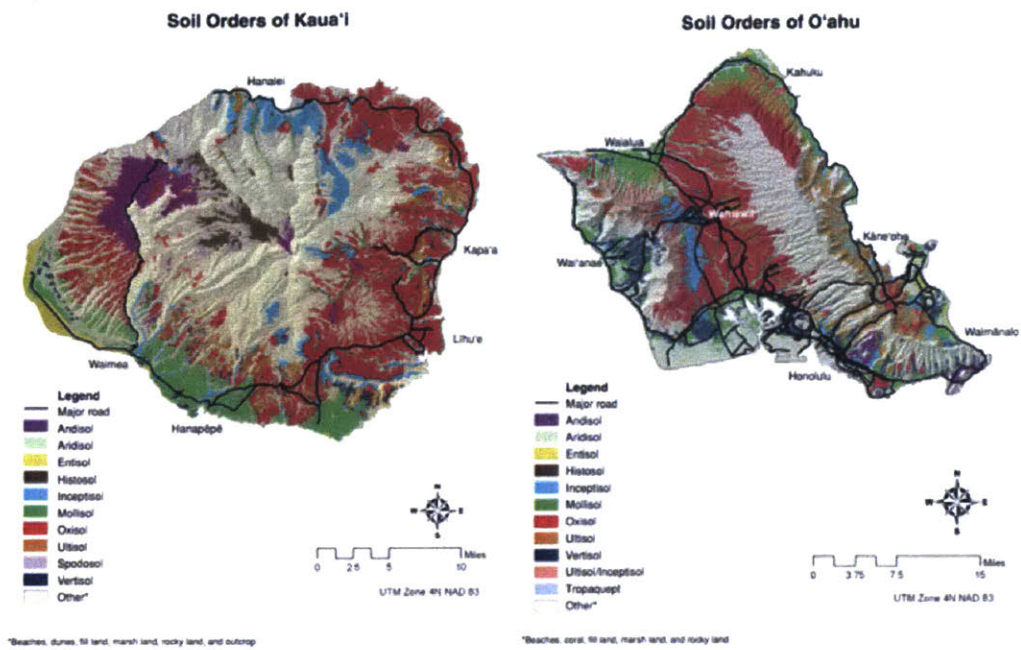 Soil Orders of Kaua'i
Hanalei
Kapa'a
Līhu'e
Waimea
Hanapēpē
Legend
Major road
Andisol
Aridisol
Entisol
Histosol
Inceptisol
Mollisol
Oxisol
Ultisol
Spodosol
Vertisol
Other*
N
W
E
S
0 2.5 5 10 Miles
UTM Zone 4N NAD 83
*Beaches, dunes, fill land, marsh land, rocky land, and outcrop
Soil Orders of O'ahu
Kahuku
Waialua
Kāne'ohe
Wai'anae
Waimānalo
Honolulu
Legend
Major road
Andisol
Aridisol
Entisol
Histosol
Inceptisol
Mollisol
Oxisol
Ultisol
Vertisol
Ultisol/Inceptisol
Tropaquept
Other*
N
W
E
S
0 3.75 7.5 15 Miles
UTM Zone 4N NAD 83
*Beaches, coral, fill land, marsh land, and rocky land